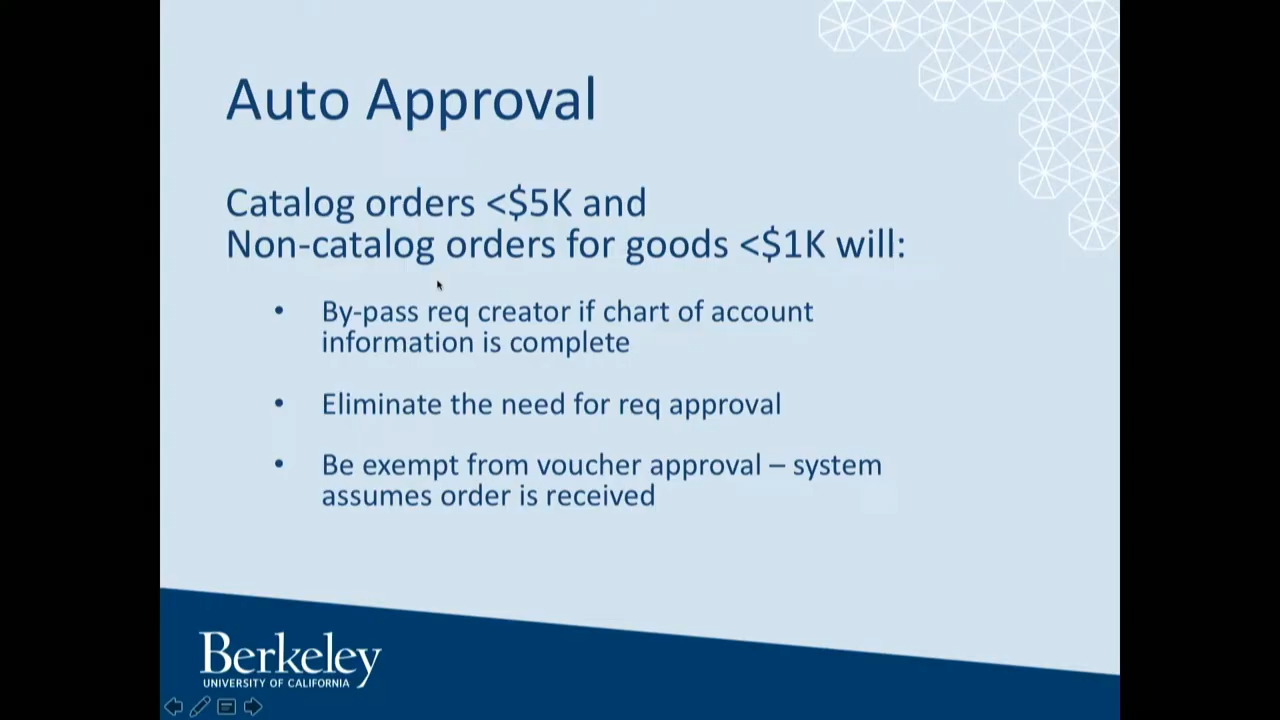 Auto Approval
Catalog orders <$5K and
Non-catalog orders for goods <$1K will:
• By-pass req creator if chart of account
information is complete
• Eliminate the need for req approval
• Be exempt from voucher approval – system
assumes order is received
Berkeley
UNIVERSITY OF CALIFORNIA